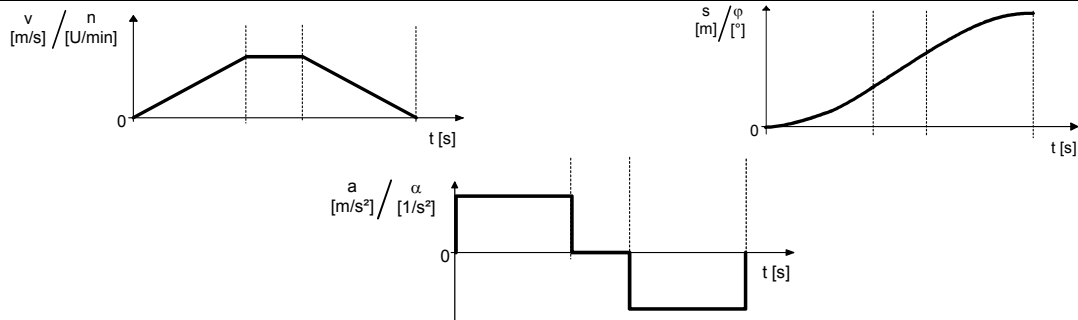 v / n
[m/s] [U/min]
0
t [s]
s / φ
[m] [°]
0
t [s]
a / α
[m/s²] [1/s²]
0
t [s]